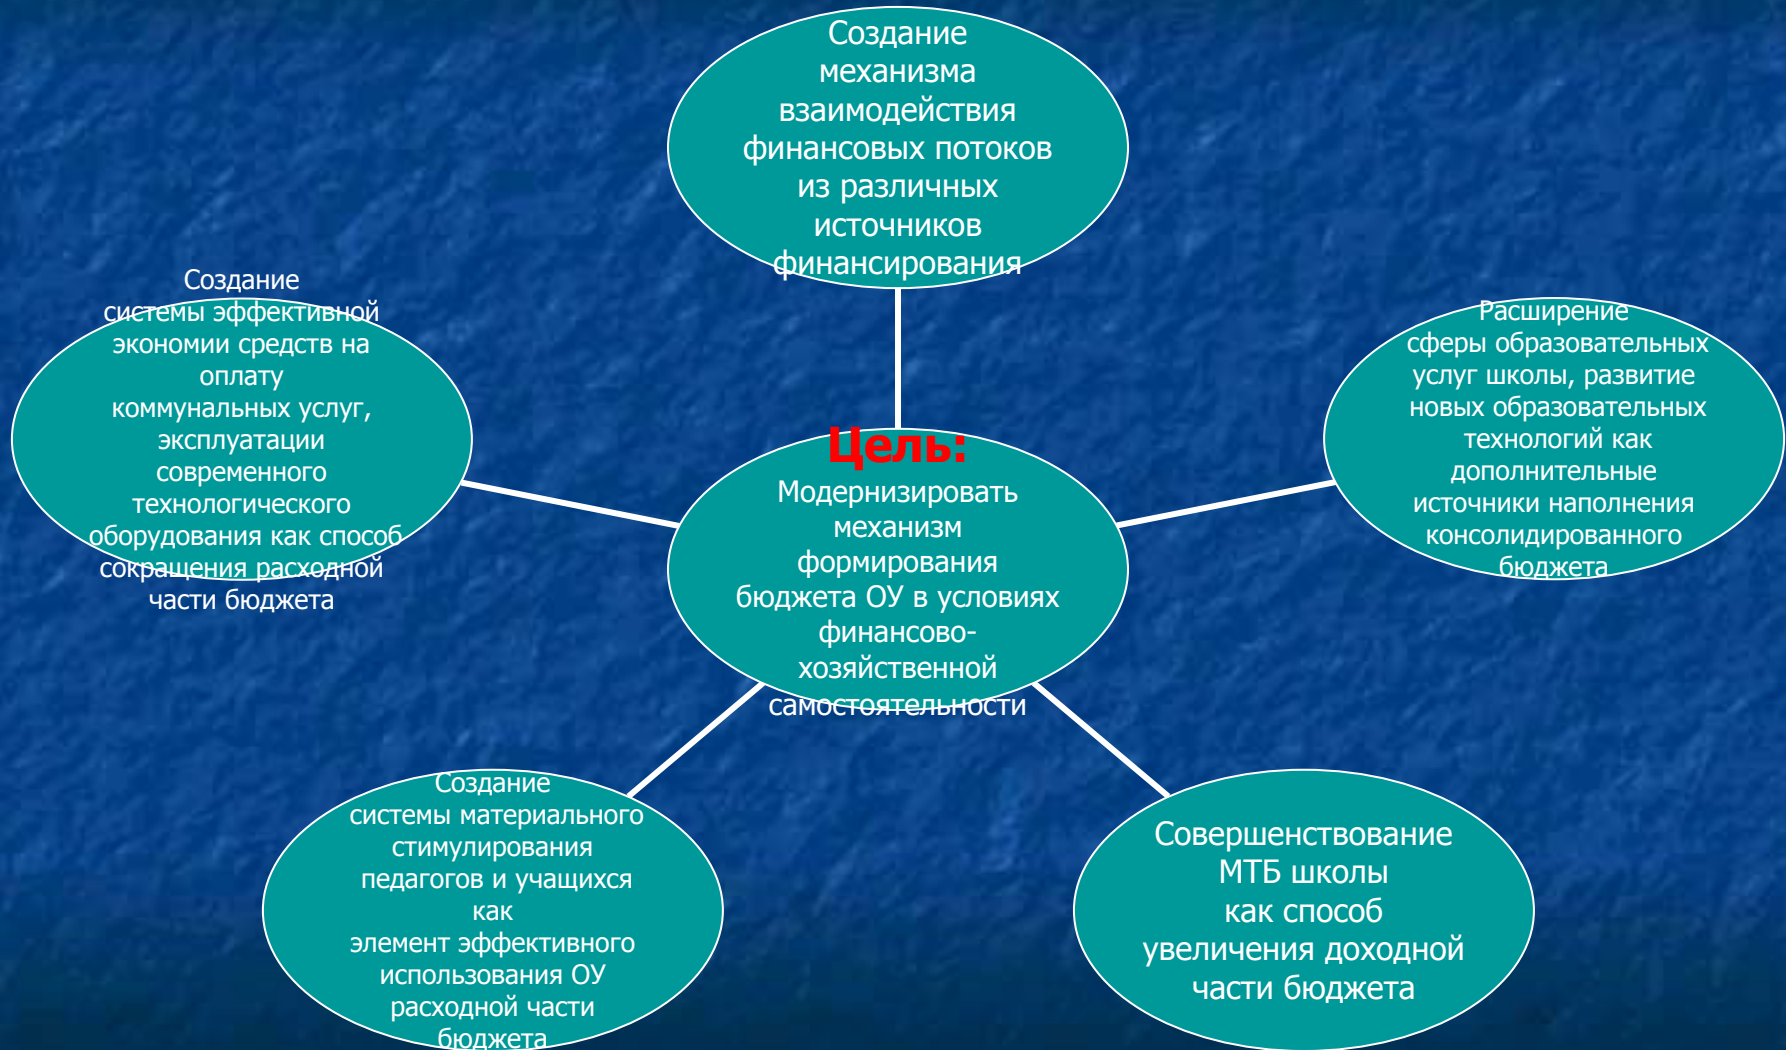 Создание
механизма
взаимодействия
финансовых потоков
из различных
источников
финансирования
Создание
системы эффективной
экономии средств на
оплату
коммунальных услуг,
эксплуатации
современного
технологического
оборудования как способ
сокращения расходной
части бюджета
Расширение
сферы образовательных
услуг школы, развитие
новых образовательных
технологий как
дополнительные
источники наполнения
консолидированного
бюджета
Цель:
Модернизировать
механизм
формирования
бюджета ОУ в условиях
финансово-
хозяйственной
самостоятельности
Создание
системы материального
стимулирования
педагогов и учащихся
как
элемент эффективного
использования ОУ
расходной части
бюджета
Совершенствование
МТБ школы
как способ
увеличения доходной
части бюджета